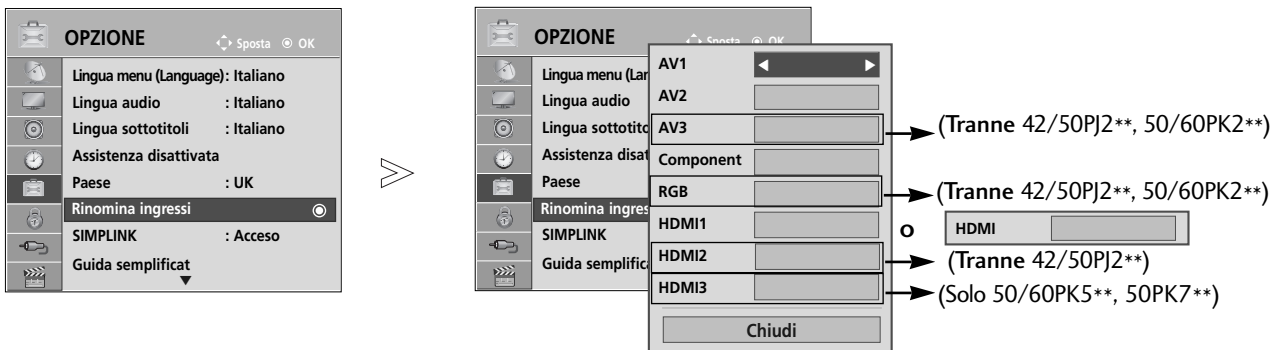 OPZIONE
Sposta OK
Lingua menu (Language) : Italiano
Lingua audio : Italiano
Lingua sottotitoli : Italiano
Assistenza disattivata
Paese : UK
Rinomina ingressi
SIMPLINK : Acceso
Guida semplificat
OPZIONE
Sposta OK
Lingua menu (Lan
Lingua audio
Lingua sottotito
Assistenza disat
Paese
Rinomina ingres
SIMPLINK
Guida semplifica
AV1
AV2
AV3
Component
RGB
HDMI1
HDMI2
HDMI3
Chiudi
(Tranne 42/50PJ2**, 50/60PK2**)
(Tranne 42/50PJ2**, 50/60PK2**)
o HDMI
(Tranne 42/50PJ2**)
(Solo 50/60PK5**, 50PK7**)